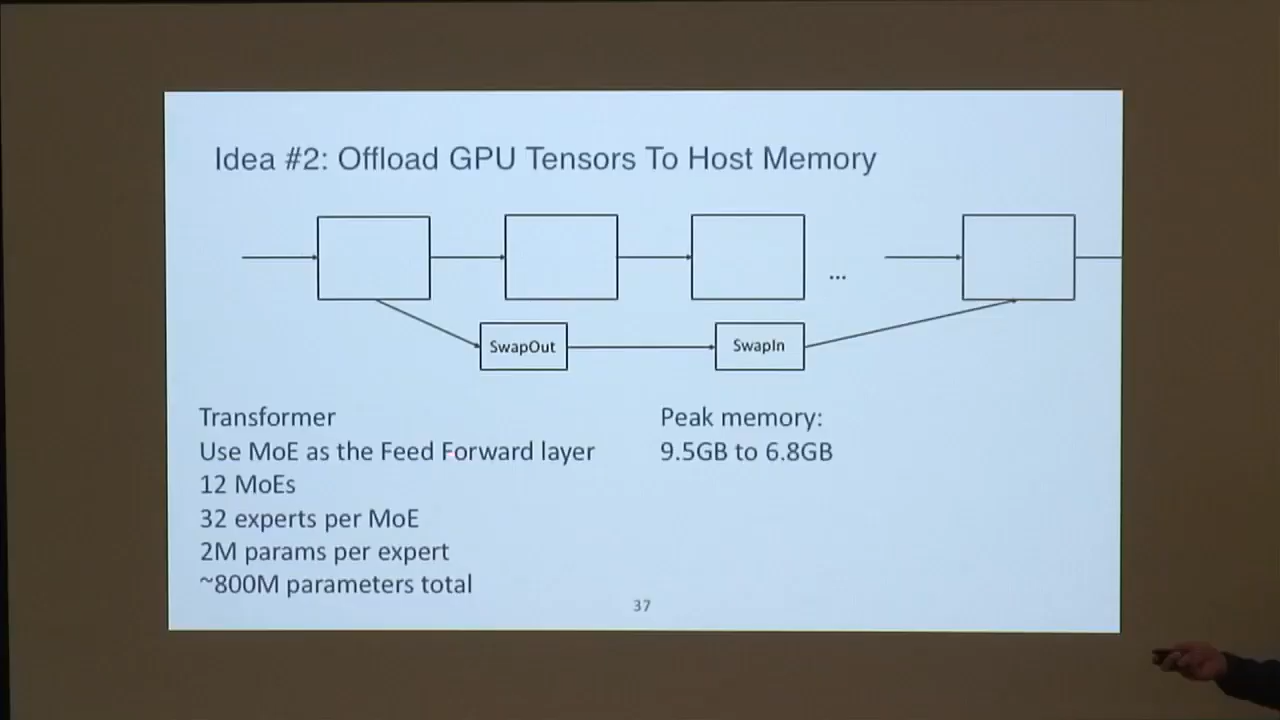 Idea #2: Offload GPU Tensors To Host Memory
...
SwapOut
SwapIn
Transformer
Use MoE as the Feed Forward layer
12 MoEs
32 experts per MoE
2M params per expert
~800M parameters total
Peak memory:
9.5GB to 6.8GB
37